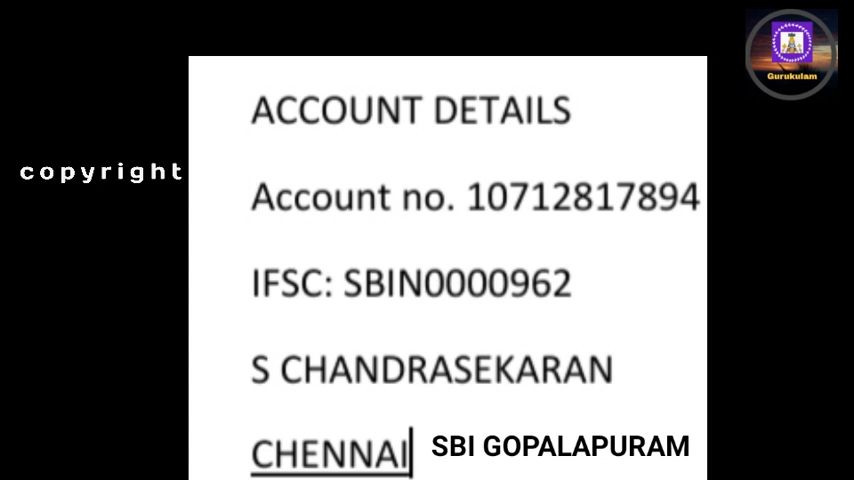 Gurukulam
copyright
ACCOUNT DETAILS
Account no. 10712817894
IFSC: SBIN0000962
S CHANDRASEKARAN
CHENNAI SBI GOPALAPURAM